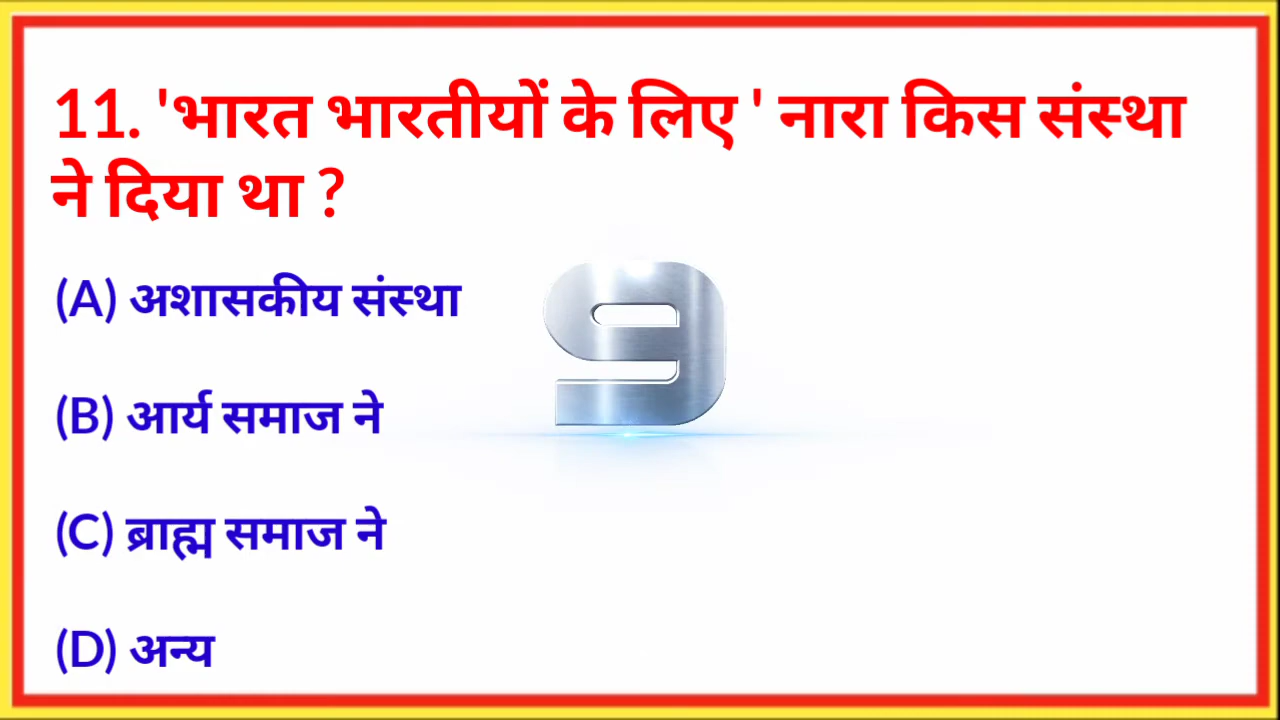 11. 'भारत भारतीयों के लिए ' नारा किस संस्था
ने दिया था ?
(A) अशासकीय संस्था
9
(B) आर्य समाज ने
(C) ब्राह्म समाज ने
(D) अन्य